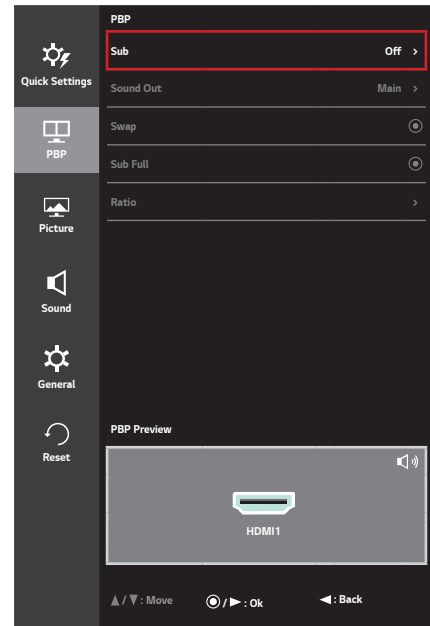 PBP
Sub Off >
Quick Settings
Sound Out Main >
Swap
PBP
Sub Full
Ratio >
Picture
Sound
General
Reset
PBP Preview
HDMI1
▲/▼ : Move ◉/► : Ok ◄ : Back